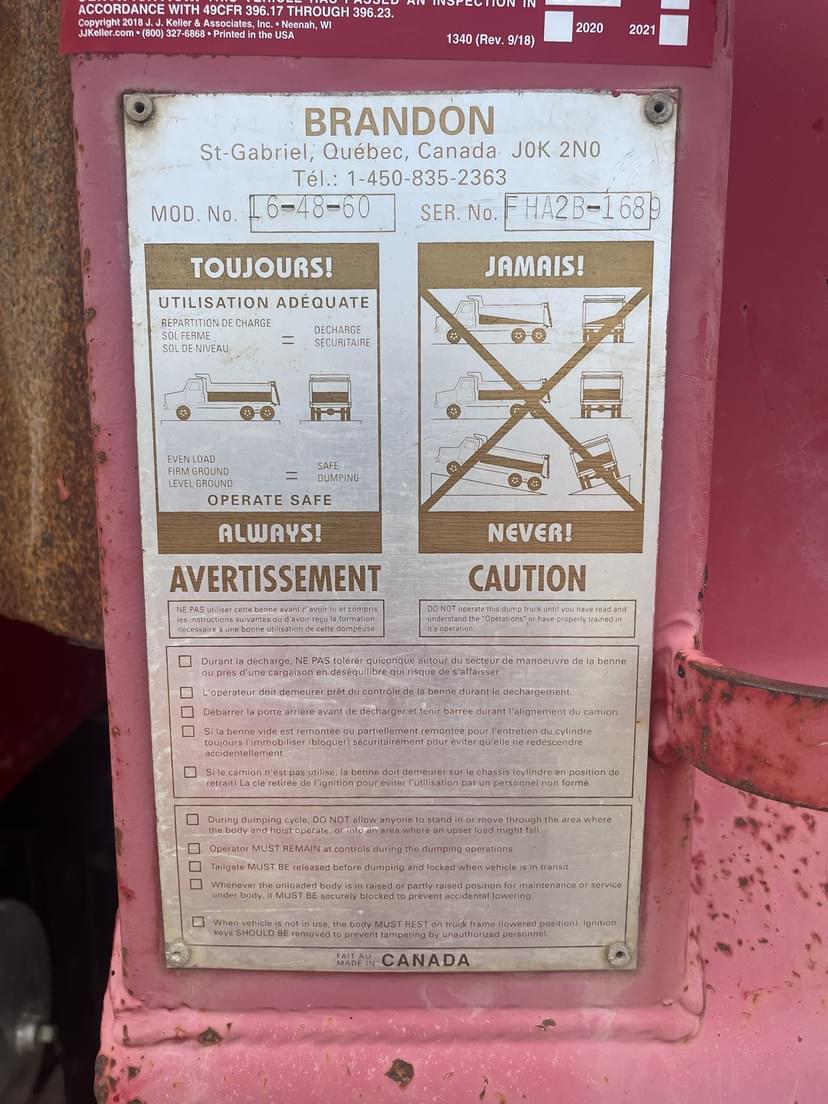 ACCORDANCE WITH 49CFR 396.17 THROUGH 396.23.
Copyright 2018 J. J. Keller & Associates, Inc. • Neenah, WI
JJKeller.com • (800) 327-6868 • Printed in the USA
1340 (Rev. 9/18)
2020
2021
BRANDON
St-Gabriel, Québec, Canada J0K 2N0
Tél.: 1-450-835-2363
MOD. No. 16-48-60
SER. No. FHA2B-1689
TOUJOURS!
UTILISATION ADÉQUATE
RÉPARTITION DE CHARGE
SOL FERME
SOL DE NIVEAU
=
DÉCHARGE
SÉCURITAIRE
EVEN LOAD
FIRM GROUND
LEVEL GROUND
=
SAFE
DUMPING
OPERATE SAFE
ALWAYS!
JAMAIS!
NEVER!
AVERTISSEMENT
NE PAS utiliser cette benne avant d'avoir lu et compris
les instructions suivantes ou d'avoir reçu la formation
nécessaire à une bonne utilisation de cette dompeuse.
CAUTION
DO NOT operate this dump truck until you have read and
understand the "Operations" or have properly trained in
it's operation.
Durant la décharge, NE PAS tolérer quiconque autour du secteur de manoeuvre de la benne
ou près d'une cargaison en déséquilibre qui risque de s'affaisser.
L'opérateur doit demeurer prêt du contrôle de la benne durant le déchargement.
Débarrer la porte arrière avant de décharger et tenir barrée durant l'alignement du camion.
Si la benne vide est remontée ou partiellement remontée pour l'entretien du cylindre
toujours l'immobiliser (bloquer) sécuritairement pour éviter qu'elle ne redescendre
accidentellement.
Si le camion n'est pas utilisé, la benne doit demeurer sur le chassis (cylindre en position de
retrait) La clé retirée de l'ignition pour éviter l'utilisation par un personnel non formé.
During dumping cycle, DO NOT allow anyone to stand in or move through the area where
the body and hoist operate, or into an area where an upset load might fall.
Operator MUST REMAIN at controls during the dumping operations.
Tailgate MUST BE released before dumping and locked when vehicle is in transit.
Whenever the unloaded body is in raised or partly raised position for maintenance or service
under body, it MUST BE securely blocked to prevent accidental lowering.
When vehicle is not in use, the body MUST REST on truck frame (lowered position). Ignition
keys SHOULD BE removed to prevent tampering by unauthorized personnel.
FAIT AU
MADE IN CANADA